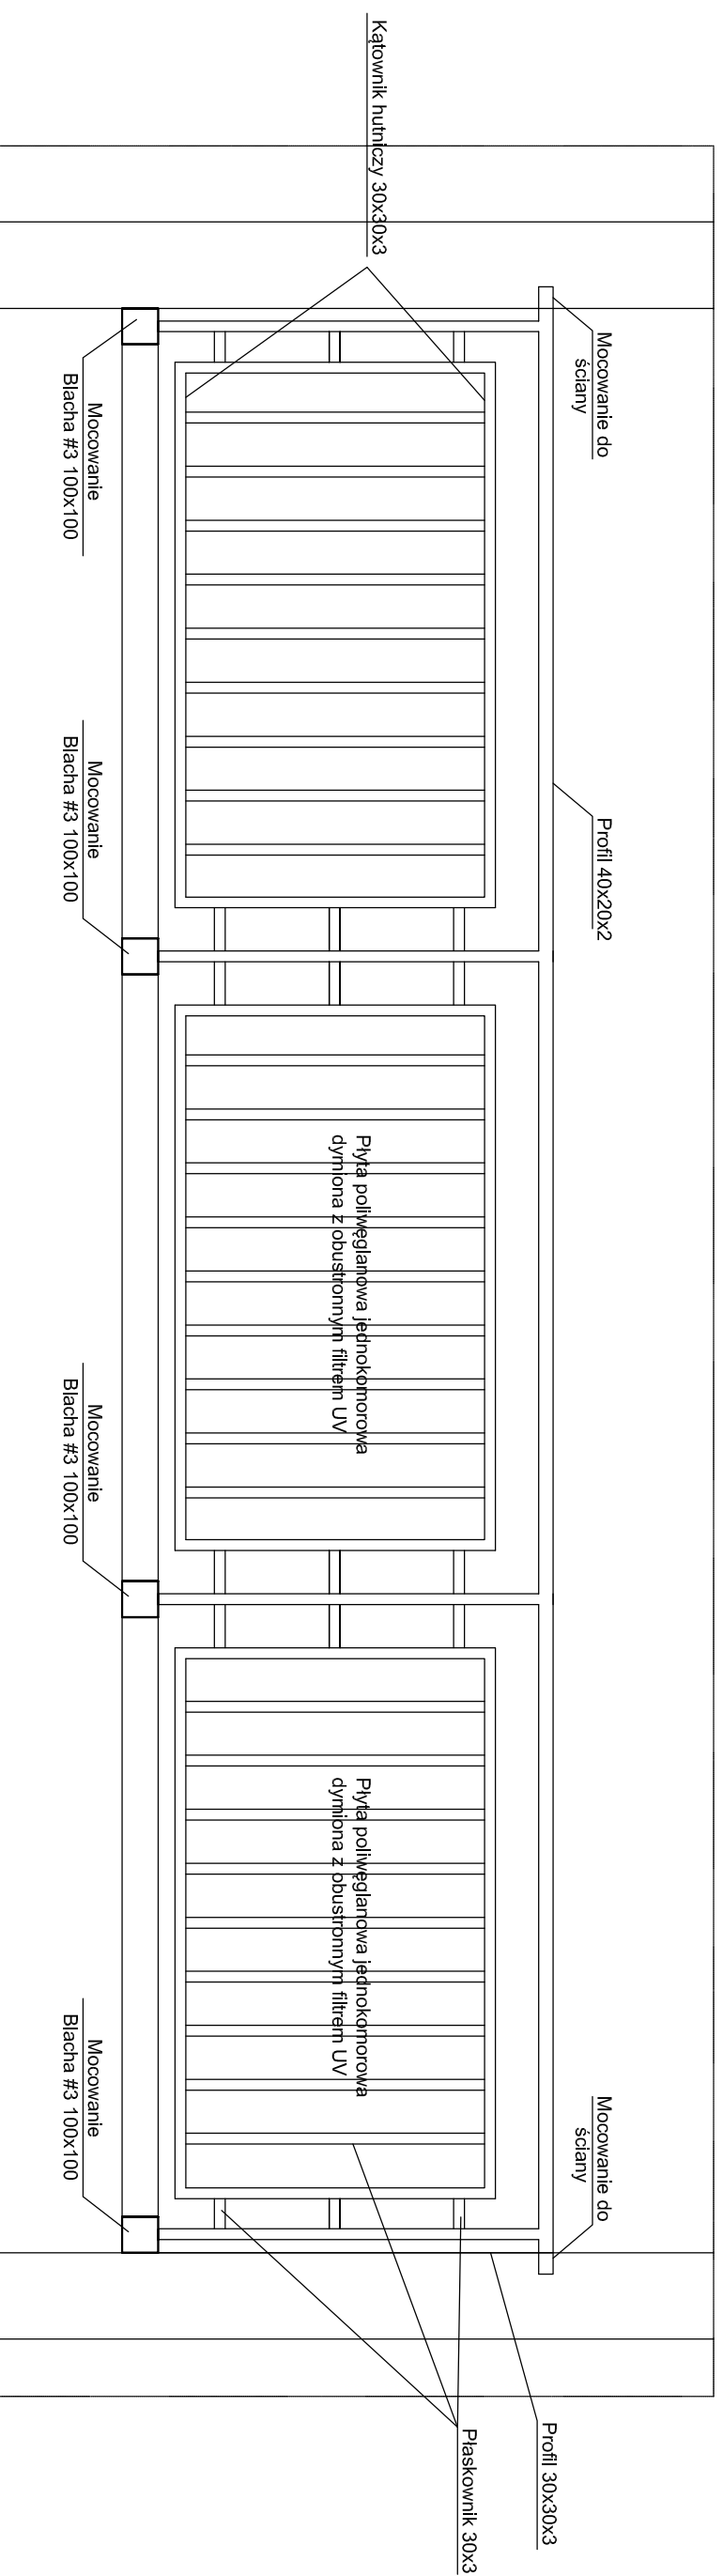 Kątownik hutniczy 30x30x3
Mocowanie do
ściany
Profil 40x20x2
Mocowanie do
ściany
Profil 30x30x3
Płaskownik 30x3
Płyta poliwęglanowa jednokomorowa
dymiona z obustronnym filtrem UV
Płyta poliwęglanowa jednokomorowa
dymiona z obustronnym filtrem UV
Mocowanie
Blacha #3 100x100
Mocowanie
Blacha #3 100x100
Mocowanie
Blacha #3 100x100
Mocowanie
Blacha #3 100x100